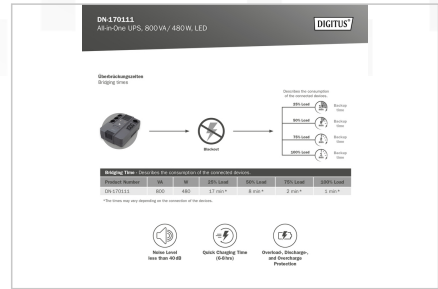 DN-170111
All-in-One UPS, 800 VA / 480 W, LED
DIGITUS®
Überbrückungszeiten
Bridging times
Describes the consumption
of the connected devices.
25% Load
Backup
time
50% Load
Backup
time
75% Load
Backup
time
100% Load
Backup
time
Blackout
Bridging Time - Describes the consumption of the connected devices.
Product Number VA W 25% Load 50% Load 75% Load 100% Load
DN-170111 800 480 17 min* 8 min* 2 min* 1 min*
*The times may vary depending on the connection of the devices.
Noise Level
less than 40 dB
Quick Charging Time
(6-8 hrs)
Overload-, Discharge-,
and Overcharge
Protection